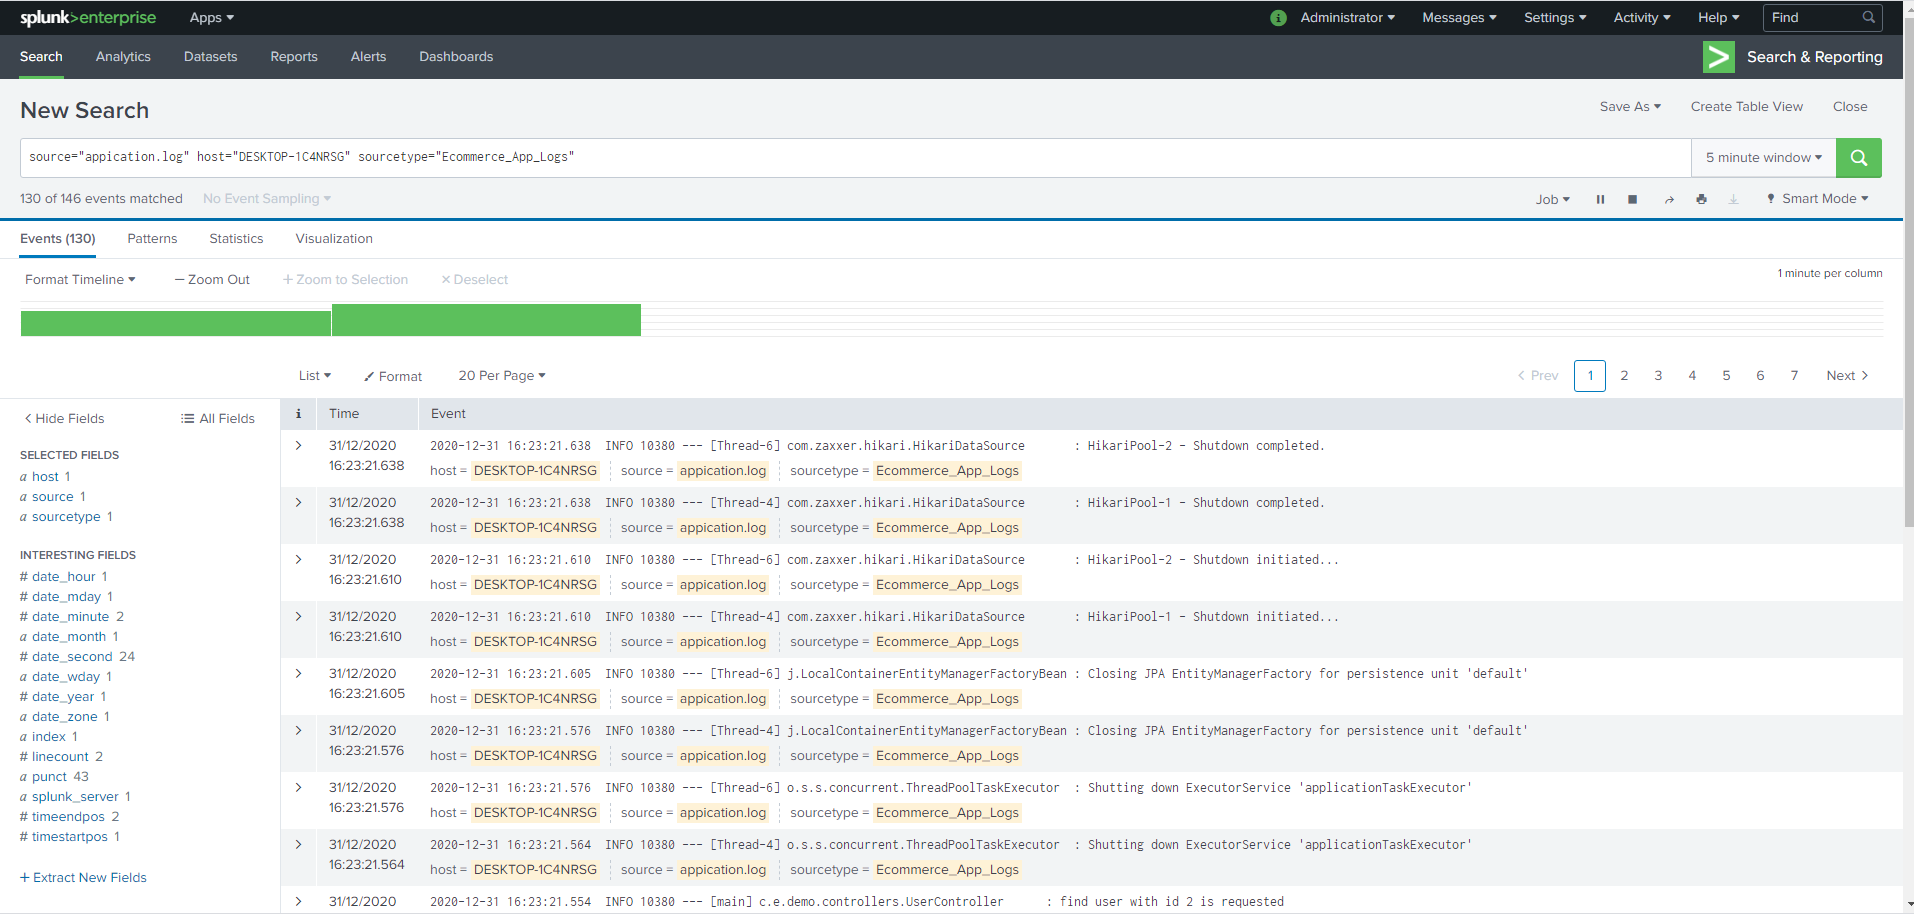 splunk>enterprise Apps Administrator Messages Settings Activity Help Find
Search Analytics Datasets Reports Alerts Dashboards Search & Reporting
New Search Save As Create Table View Close
source="appication.log" host="DESKTOP-1C4NRSG" sourcetype="Ecommerce_App_Logs" 5 minute window
130 of 146 events matched No Event Sampling Job Smart Mode
Events (130) Patterns Statistics Visualization
Format Timeline — Zoom Out + Zoom to Selection × Deselect 1 minute per column
List Format 20 Per Page < Prev 1 2 3 4 5 6 7 Next >
< Hide Fields All Fields
SELECTED FIELDS
a host 1
a source 1
a sourcetype 1
INTERESTING FIELDS
# date_hour 1
# date_mday 1
# date_minute 2
a date_month 1
# date_second 24
a date_wday 1
# date_year 1
a date_zone 1
a index 1
# linecount 2
a punct 43
a splunk_server 1
# timeendpos 2
# timestartpos 1
+ Extract New Fields
i Time Event
> 31/12/2020 2020-12-31 16:23:21.638 INFO 10380 --- [Thread-6] com.zaxxer.hikari.HikariDataSource : HikariPool-2 - Shutdown completed.
16:23:21.638 host = DESKTOP-1C4NRSG source = appication.log sourcetype = Ecommerce_App_Logs
> 31/12/2020 2020-12-31 16:23:21.638 INFO 10380 --- [Thread-4] com.zaxxer.hikari.HikariDataSource : HikariPool-1 - Shutdown completed.
16:23:21.638 host = DESKTOP-1C4NRSG source = appication.log sourcetype = Ecommerce_App_Logs
> 31/12/2020 2020-12-31 16:23:21.610 INFO 10380 --- [Thread-6] com.zaxxer.hikari.HikariDataSource : HikariPool-2 - Shutdown initiated...
16:23:21.610 host = DESKTOP-1C4NRSG source = appication.log sourcetype = Ecommerce_App_Logs
> 31/12/2020 2020-12-31 16:23:21.610 INFO 10380 --- [Thread-4] com.zaxxer.hikari.HikariDataSource : HikariPool-1 - Shutdown initiated...
16:23:21.610 host = DESKTOP-1C4NRSG source = appication.log sourcetype = Ecommerce_App_Logs
> 31/12/2020 2020-12-31 16:23:21.605 INFO 10380 --- [Thread-6] j.LocalContainerEntityManagerFactoryBean : Closing JPA EntityManagerFactory for persistence unit 'default'
16:23:21.605 host = DESKTOP-1C4NRSG source = appication.log sourcetype = Ecommerce_App_Logs
> 31/12/2020 2020-12-31 16:23:21.576 INFO 10380 --- [Thread-4] j.LocalContainerEntityManagerFactoryBean : Closing JPA EntityManagerFactory for persistence unit 'default'
16:23:21.576 host = DESKTOP-1C4NRSG source = appication.log sourcetype = Ecommerce_App_Logs
> 31/12/2020 2020-12-31 16:23:21.576 INFO 10380 --- [Thread-6] o.s.s.concurrent.ThreadPoolTaskExecutor : Shutting down ExecutorService 'applicationTaskExecutor'
16:23:21.576 host = DESKTOP-1C4NRSG source = appication.log sourcetype = Ecommerce_App_Logs
> 31/12/2020 2020-12-31 16:23:21.564 INFO 10380 --- [Thread-4] o.s.s.concurrent.ThreadPoolTaskExecutor : Shutting down ExecutorService 'applicationTaskExecutor'
16:23:21.564 host = DESKTOP-1C4NRSG source = appication.log sourcetype = Ecommerce_App_Logs
> 31/12/2020 2020-12-31 16:23:21.554 INFO 10380 --- [main] c.e.demo.controllers.UserController : find user with id 2 is requested